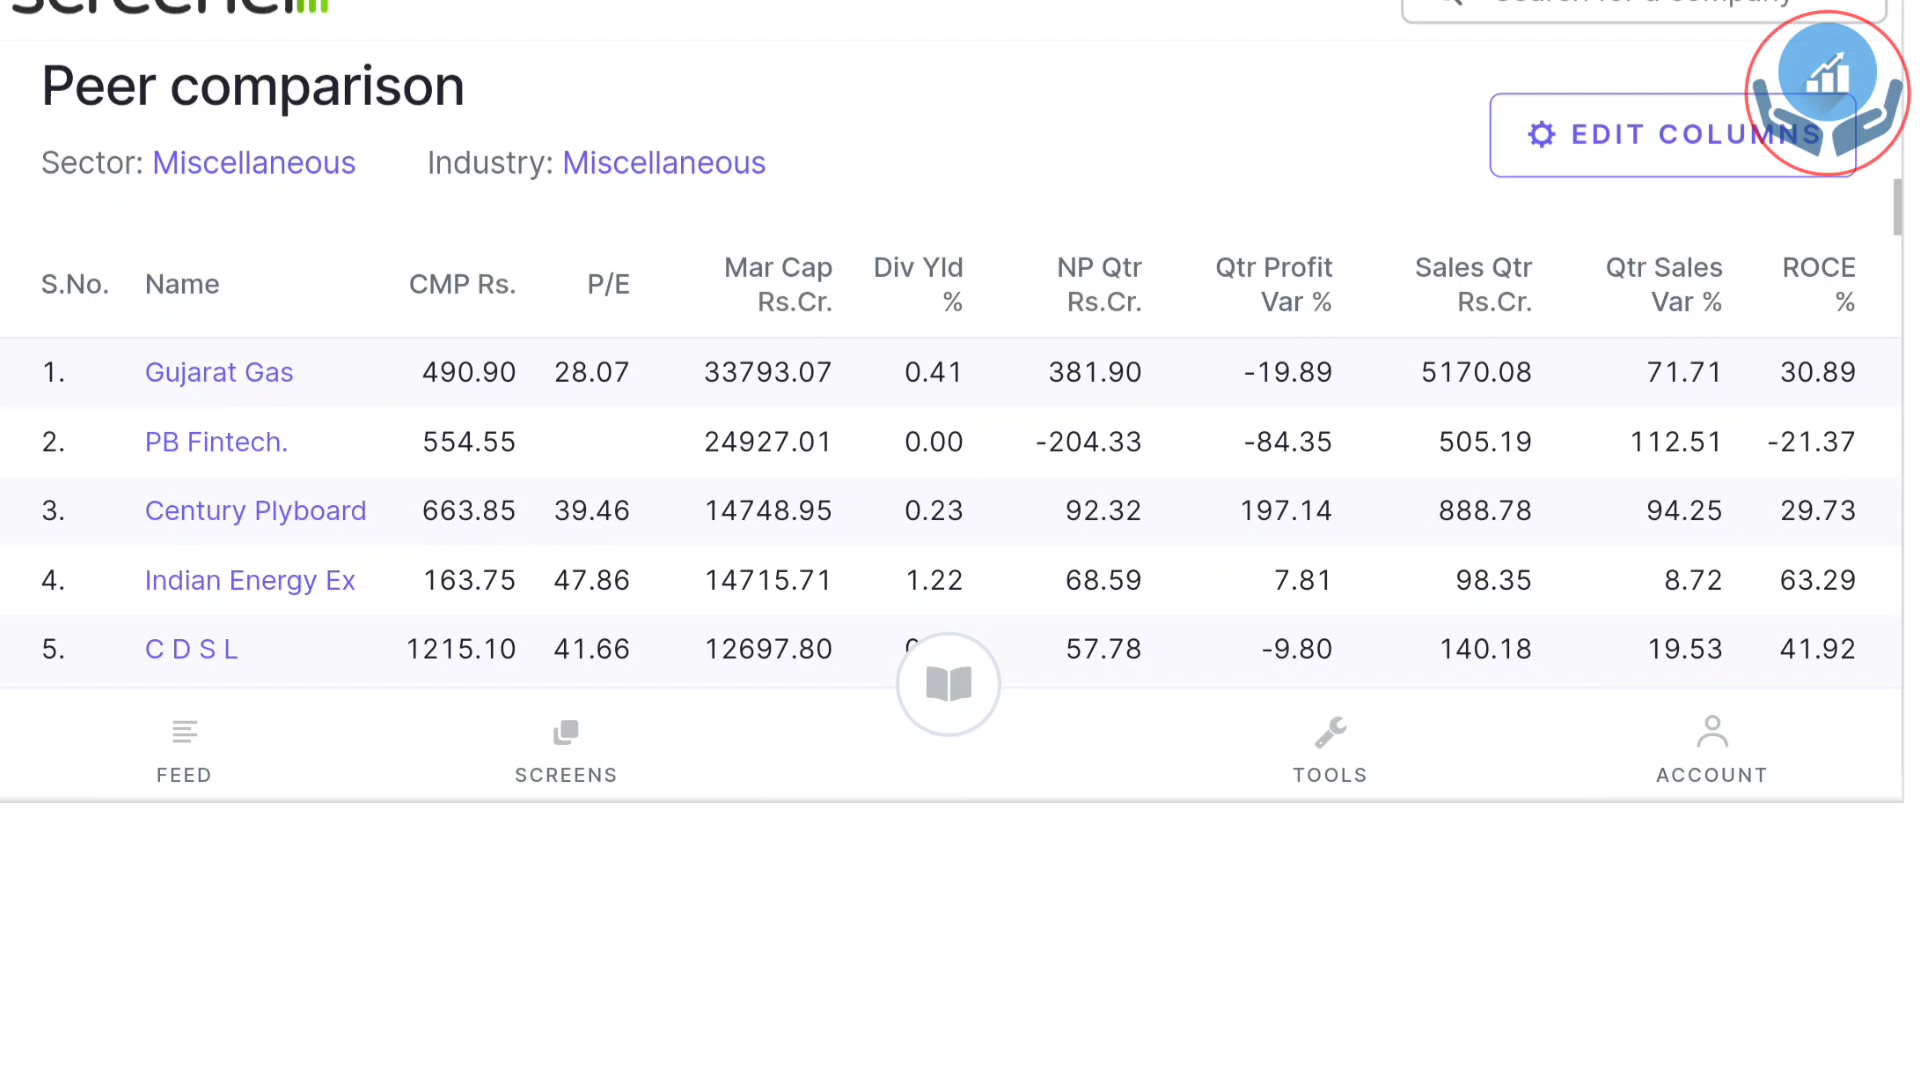 Peer comparison
Sector: Miscellaneous Industry: Miscellaneous
EDIT COLUMNS
S.No. Name CMP Rs. P/E Mar Cap Rs.Cr. Div Yld % NP Qtr Rs.Cr. Qtr Profit Var % Sales Qtr Rs.Cr. Qtr Sales Var % ROCE %
1. Gujarat Gas 490.90 28.07 33793.07 0.41 381.90 -19.89 5170.08 71.71 30.89
2. PB Fintech. 554.55 24927.01 0.00 -204.33 -84.35 505.19 112.51 -21.37
3. Century Plyboard 663.85 39.46 14748.95 0.23 92.32 197.14 888.78 94.25 29.73
4. Indian Energy Ex 163.75 47.86 14715.71 1.22 68.59 7.81 98.35 8.72 63.29
5. C D S L 1215.10 41.66 12697.80 57.78 -9.80 140.18 19.53 41.92
FEED SCREENS TOOLS ACCOUNT